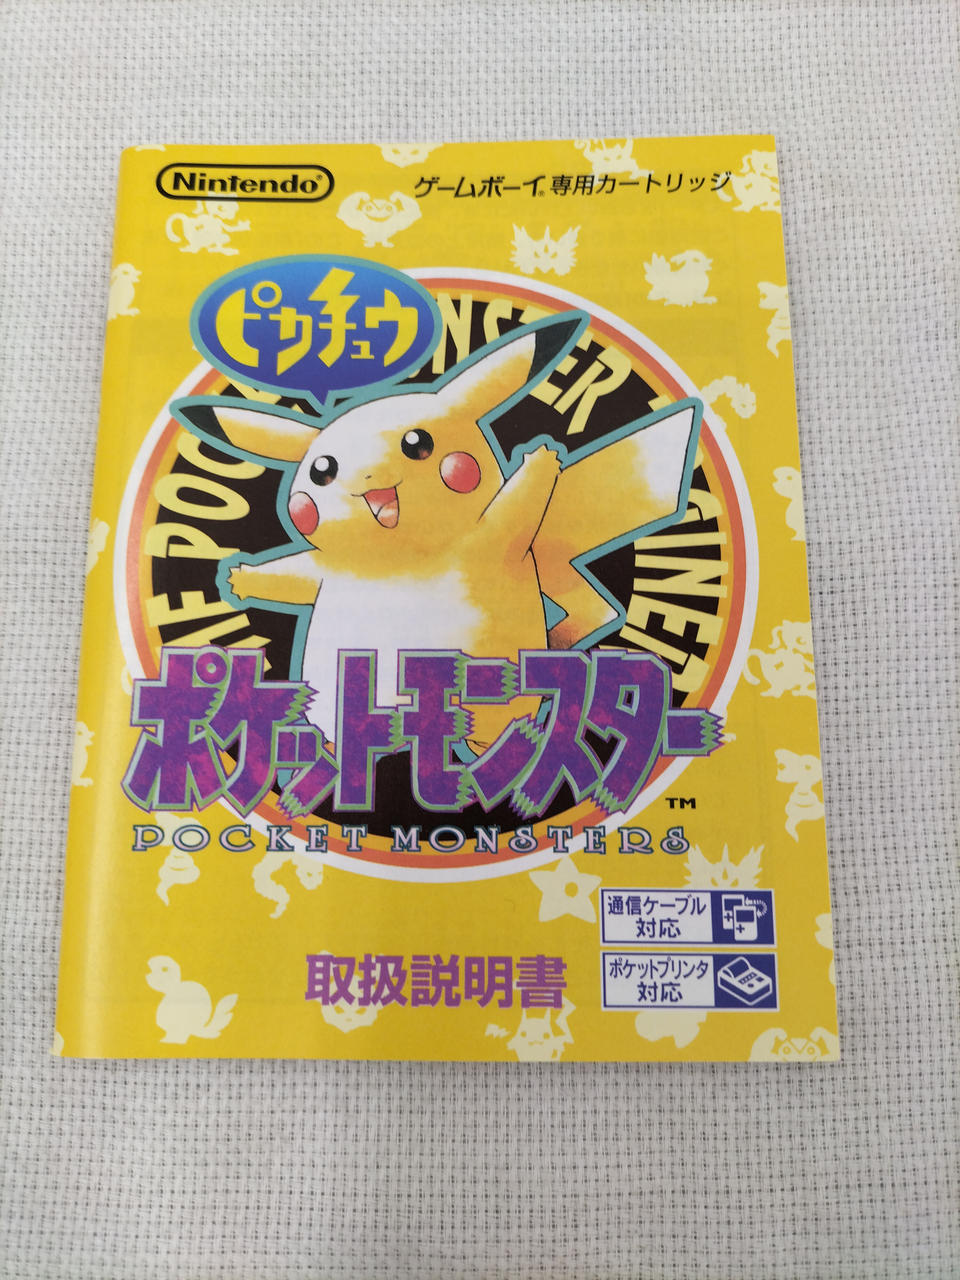 Nintendo®
ゲームボーイ®専用カートリッジ
ピカチュウ
ポケットモンスター
TM
POCKET MONSTERS
通信ケーブル
対応
取扱説明書
ポケットプリンタ
対応